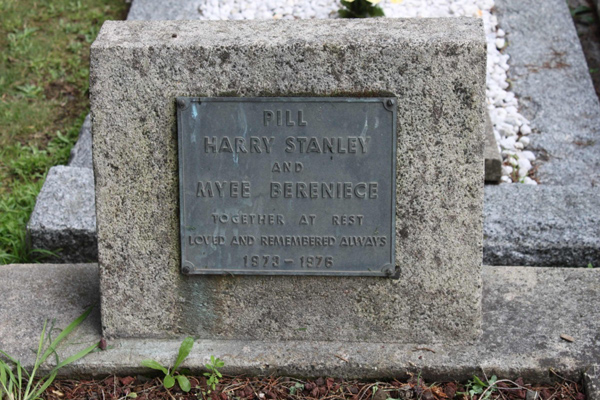 PILL
HARRY STANLEY
AND
MYEE BERENIECE
TOGETHER AT REST
LOVED AND REMEMBERED ALWAYS
1973 - 1976